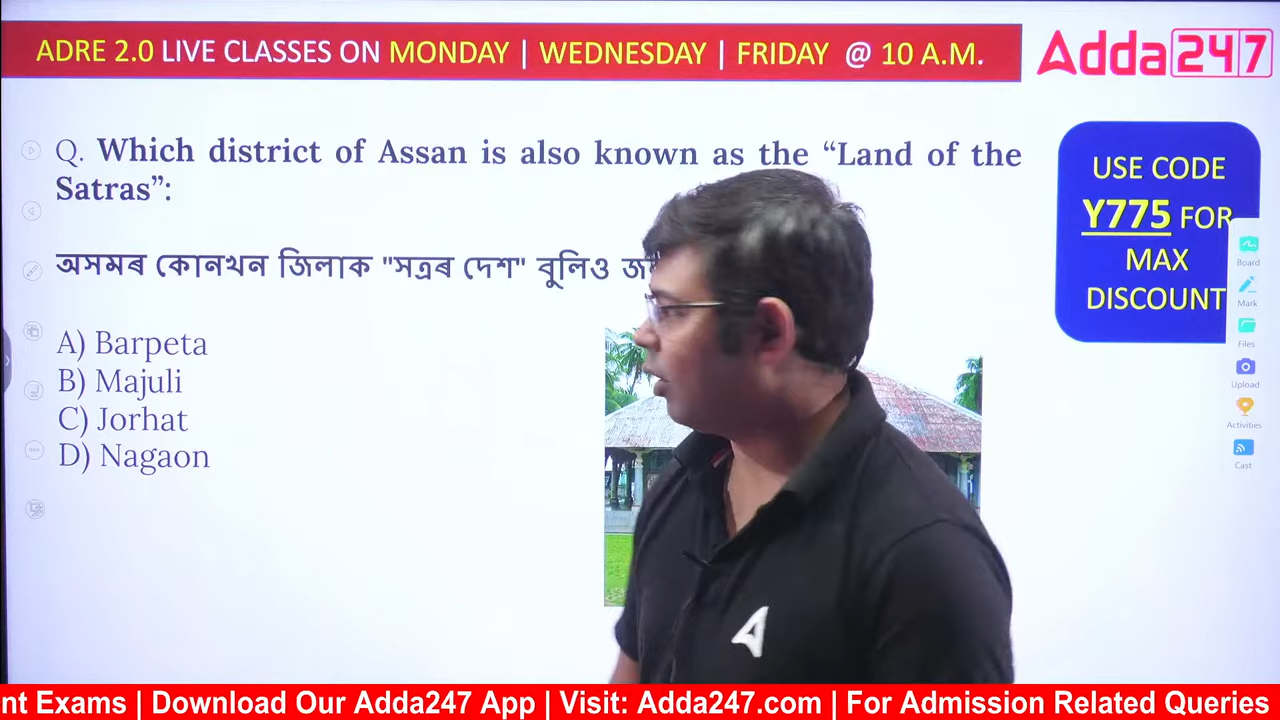 ADRE 2.0 LIVE CLASSES ON MONDAY | WEDNESDAY | FRIDAY @ 10 A.M.
Adda247
Q. Which district of Assan is also known as the “Land of the
Satras”:
অসমৰ কোনখন জিলাক "সত্ৰৰ দেশ" বুলিও
A) Barpeta
B) Majuli
C) Jorhat
D) Nagaon
USE CODE
Y775 FOR
MAX
DISCOUNT
Board
Mark
Files
Upload
Activities
Cast
nt Exams | Download Our Adda247 App | Visit: Adda247.com | For Admission Related Queries